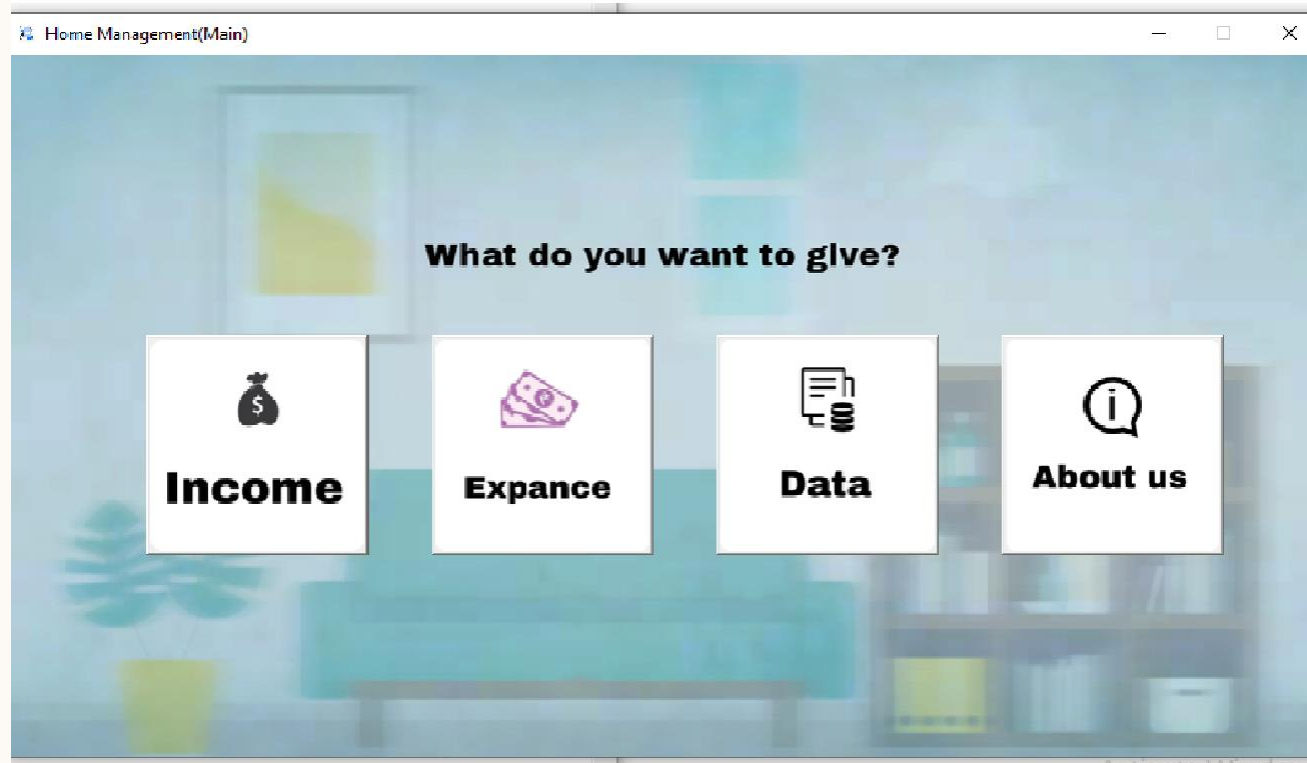 Home Management(Main)
What do you want to give?
$
Income
Expance
Data
i
About us